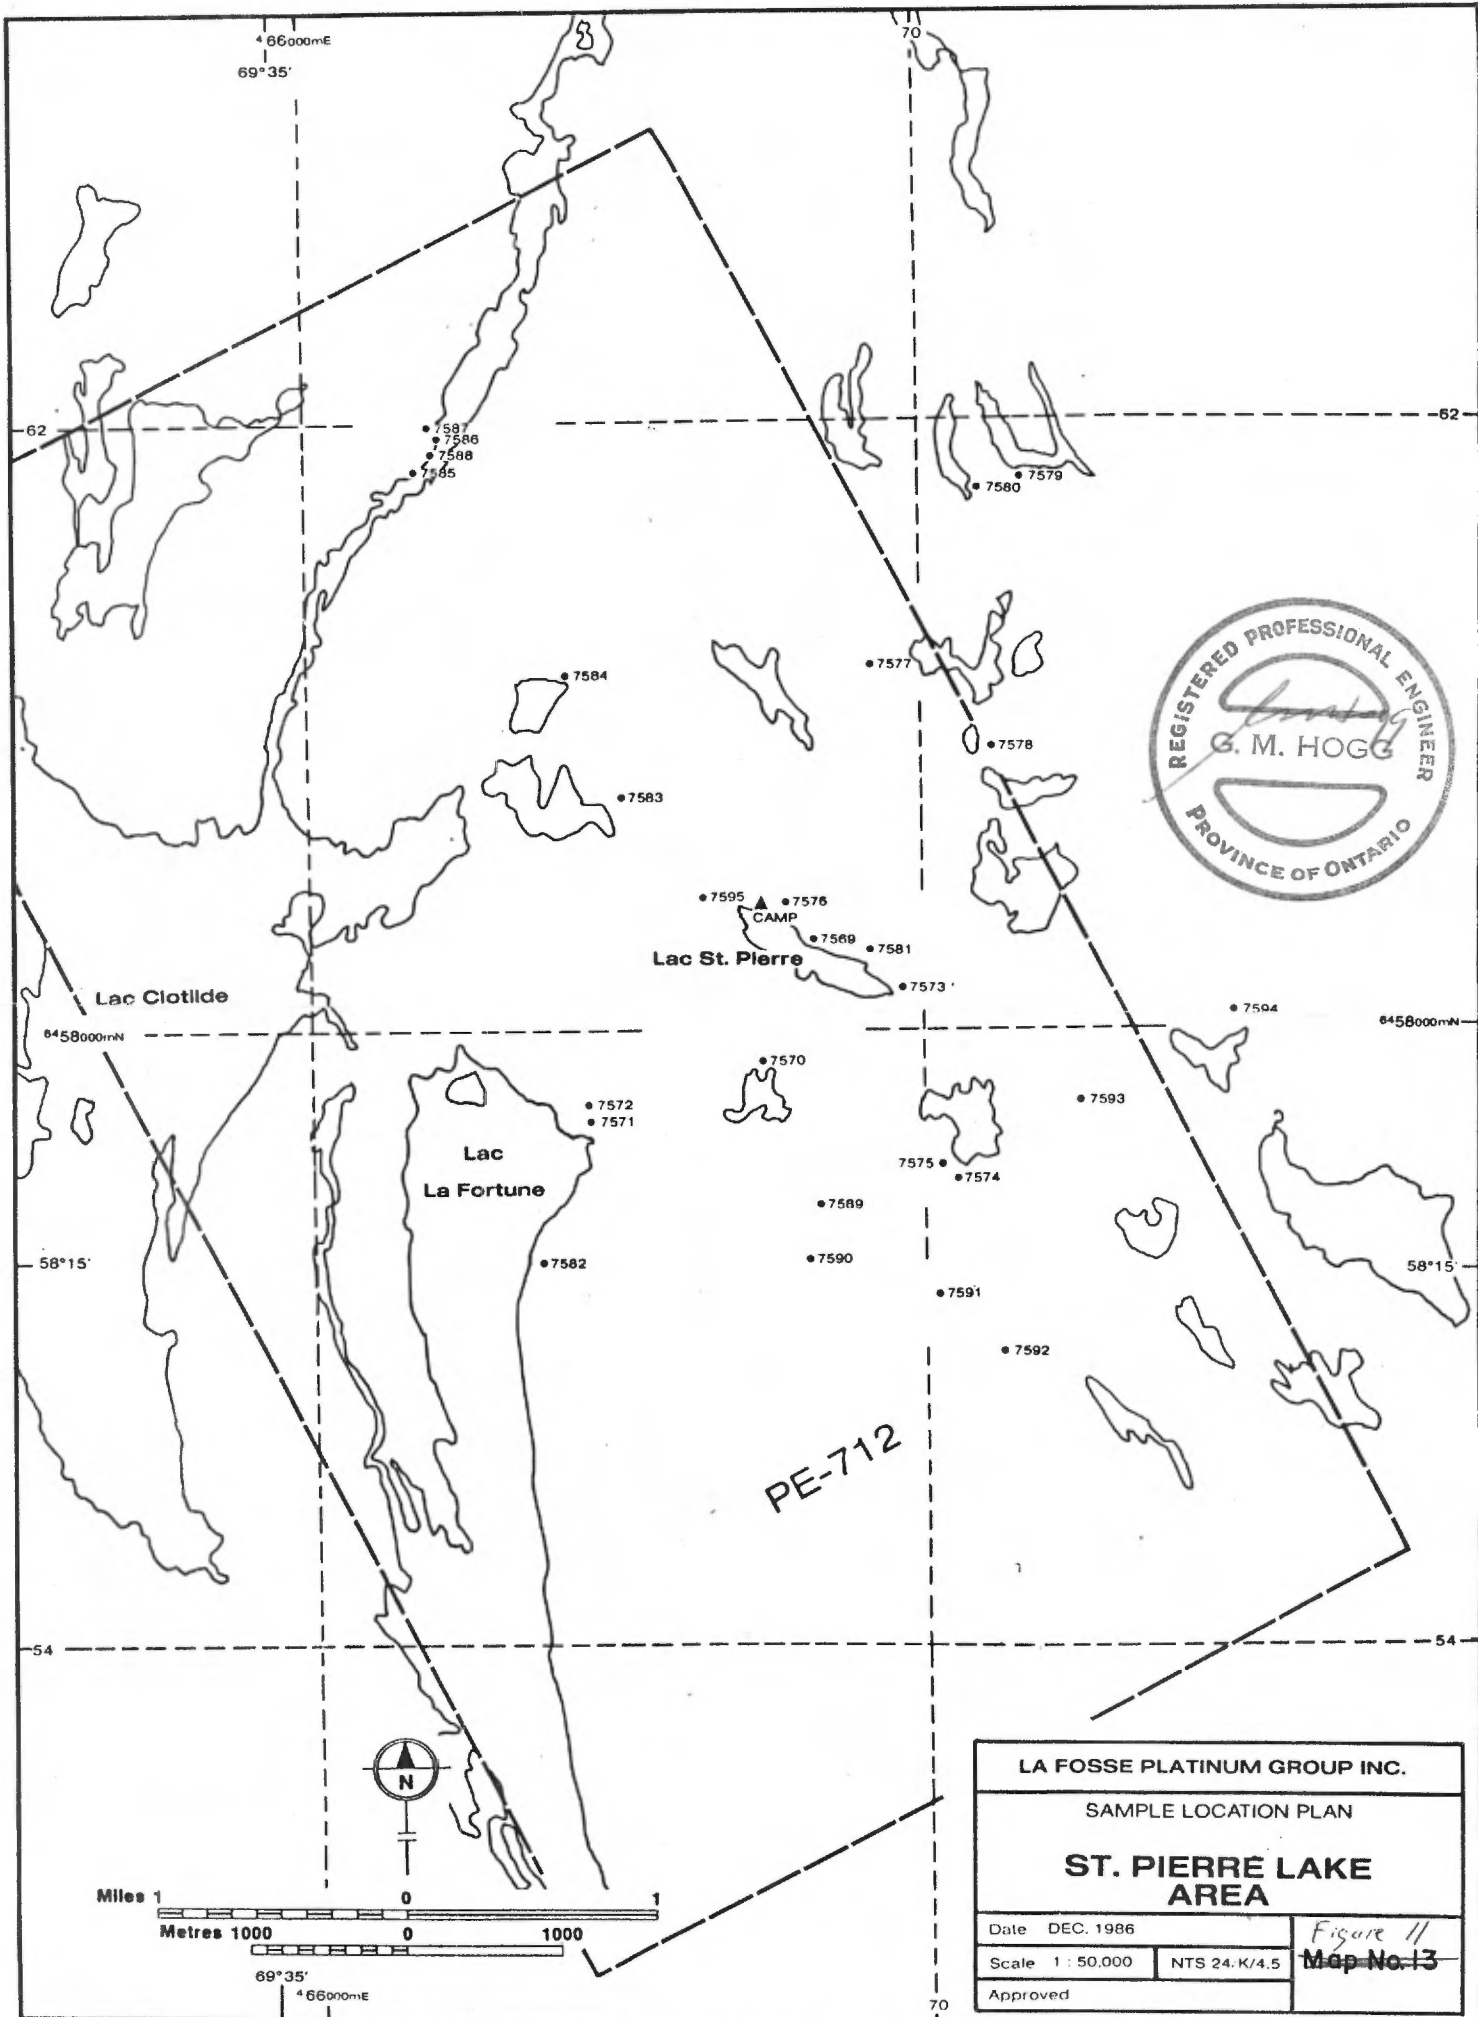 466000mE
70
69°35'
62
62
7587
7586
7588
7585
7579
7580
7577
7584
7578
7583
REGISTERED PROFESSIONAL ENGINEER
G. M. HOGG
PROVINCE OF ONTARIO
7595
7576
CAMP
7569
7581
Lac St. Pierre
7573
Lac Clotilde
7594
6458000mN
6458000mN
7570
7572
7571
7593
Lac
La Fortune
7575
7574
7589
58°15'
7582
7590
58°15'
7591
7592
PE-712
54
54
N
LA FOSSE PLATINUM GROUP INC.
SAMPLE LOCATION PLAN
ST. PIERRE LAKE
AREA
Miles 1 0 1
Metres 1000 0 1000
Date DEC. 1986
Figure 11
Scale 1 : 50,000
NTS 24. K/4.5
Map No. 13
Approved
69°35'
466000mE
70